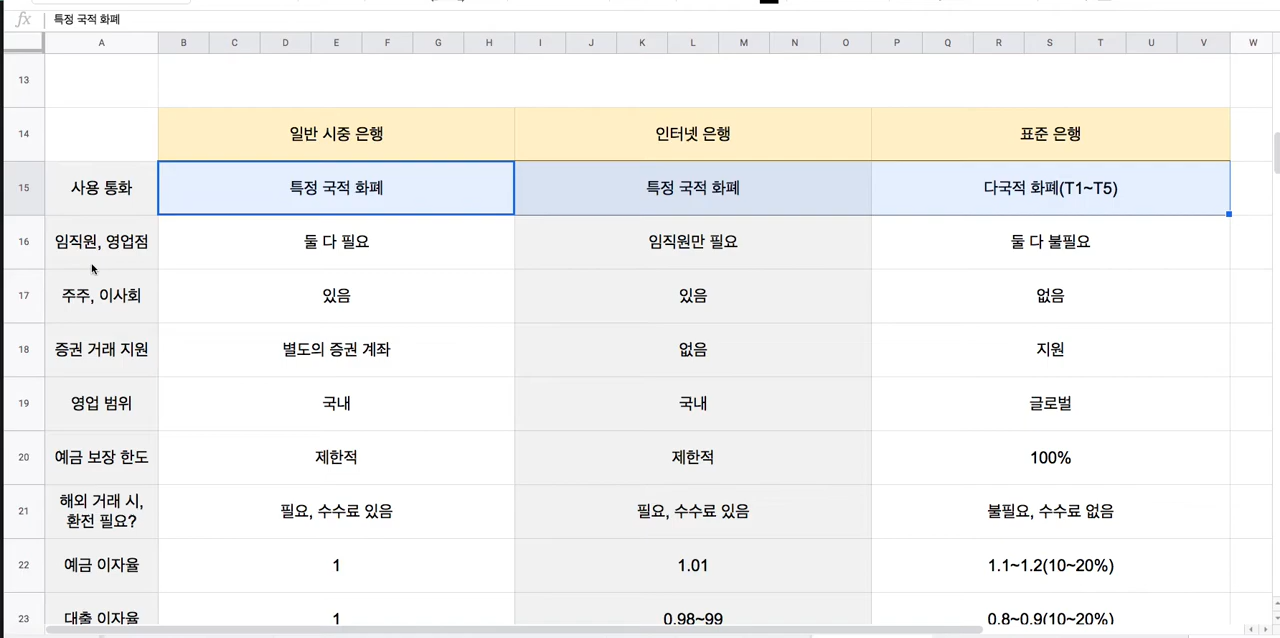 fx 특정 국적 화폐
A B C D E F G H I J K L M N O P Q R S T U V W
13
14 일반 시중 은행 인터넷 은행 표준 은행
15 사용 통화 특정 국적 화폐 특정 국적 화폐 다국적 화폐(T1~T5)
16 임직원, 영업점 둘 다 필요 임직원만 필요 둘 다 불필요
17 주주, 이사회 있음 있음 없음
18 증권 거래 지원 별도의 증권 계좌 없음 지원
19 영업 범위 국내 국내 글로벌
20 예금 보장 한도 제한적 제한적 100%
21 해외 거래 시,
환전 필요? 필요, 수수료 있음 필요, 수수료 있음 불필요, 수수료 없음
22 예금 이자율 1 1.01 1.1~1.2(10~20%)
23 대출 이자율 1 0.98~99 0.8~0.9(10~20%)